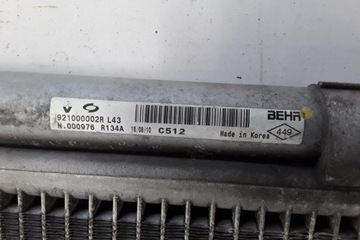 921000002R L43
N.000976 R134A 18/08/10 C512
BEHR
Made in Korea 449